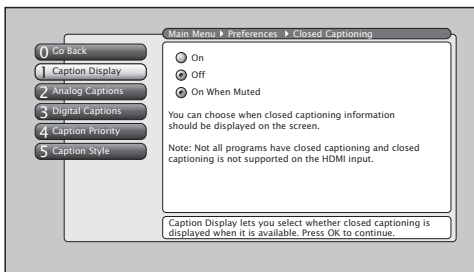 Main Menu Preferences Closed Captioning
0 Go Back
1 Caption Display
2 Analog Captions
3 Digital Captions
4 Caption Priority
5 Caption Style
On
Off
On When Muted
You can choose when closed captioning information
should be displayed on the screen.
Note: Not all programs have closed captioning and closed
captioning is not supported on the HDMI input.
Caption Display lets you select whether closed captioning is
displayed when it is available. Press OK to continue.